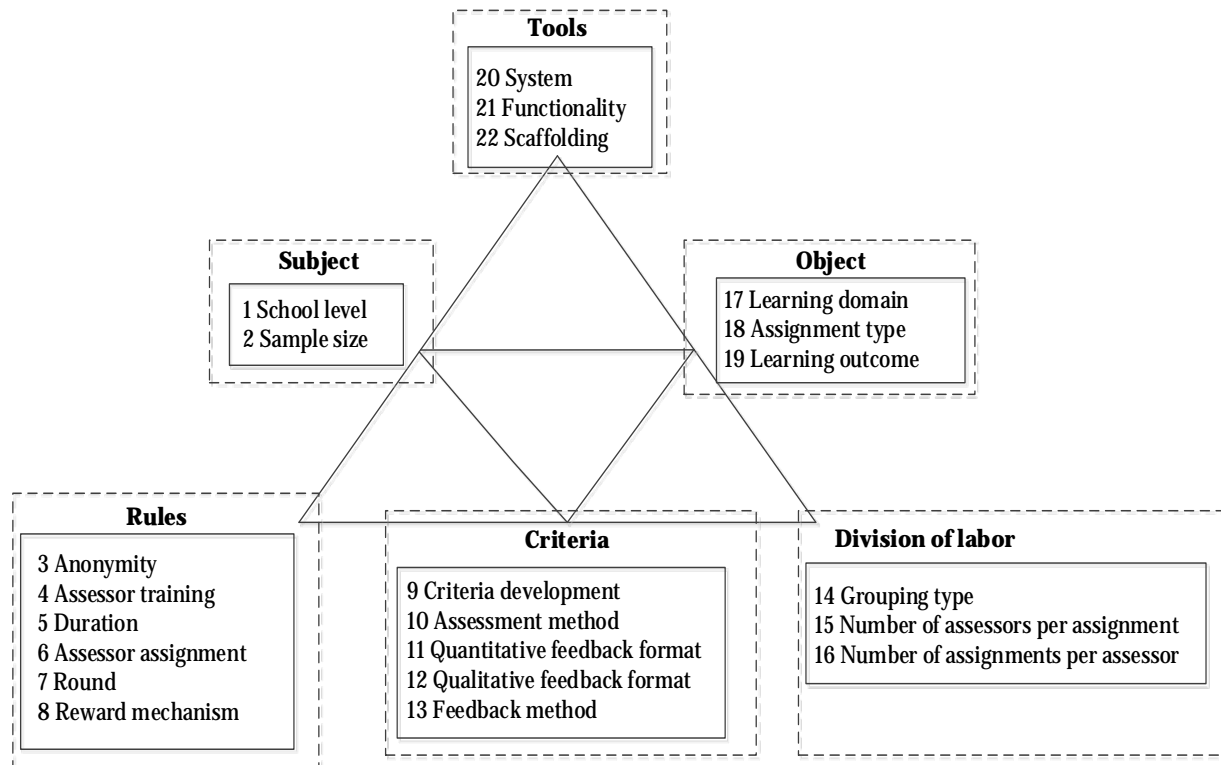 Tools
20 System
21 Functionality
22 Scaffolding
Subject
1 School level
2 Sample size
Object
17 Learning domain
18 Assignment type
19 Learning outcome
Rules
3 Anonymity
4 Assessor training
5 Duration
6 Assessor assignment
7 Round
8 Reward mechanism
Criteria
9 Criteria development
10 Assessment method
11 Quantitative feedback format
12 Qualitative feedback format
13 Feedback method
Division of labor
14 Grouping type
15 Number of assessors per assignment
16 Number of assignments per assessor